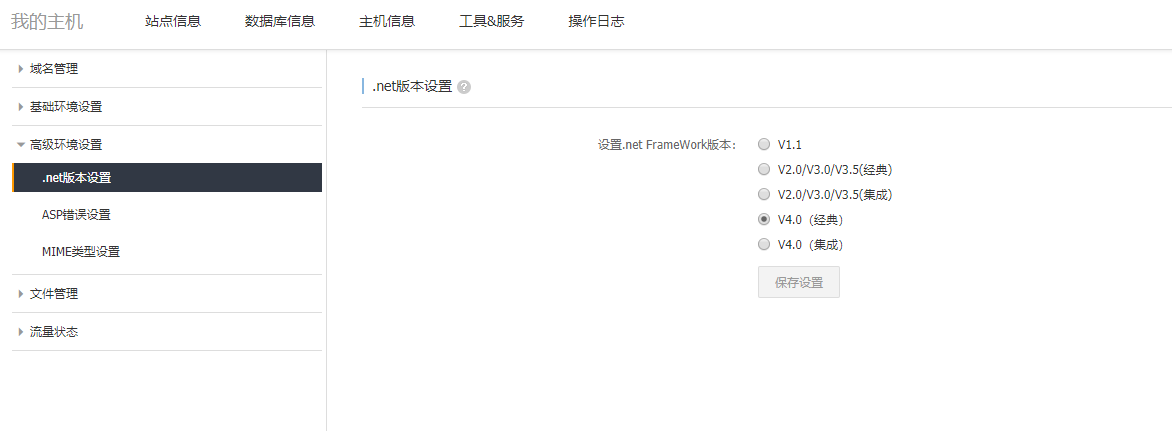 我的主机 站点信息 数据库信息 主机信息 工具&服务 操作日志
域名管理
基础环境设置
高级环境设置
.net版本设置
ASP错误设置
MIME类型设置
文件管理
流量状态
.net版本设置 ?
设置.net FrameWork版本: V1.1
V2.0/V3.0/V3.5(经典)
V2.0/V3.0/V3.5(集成)
V4.0（经典）
V4.0（集成）
保存设置